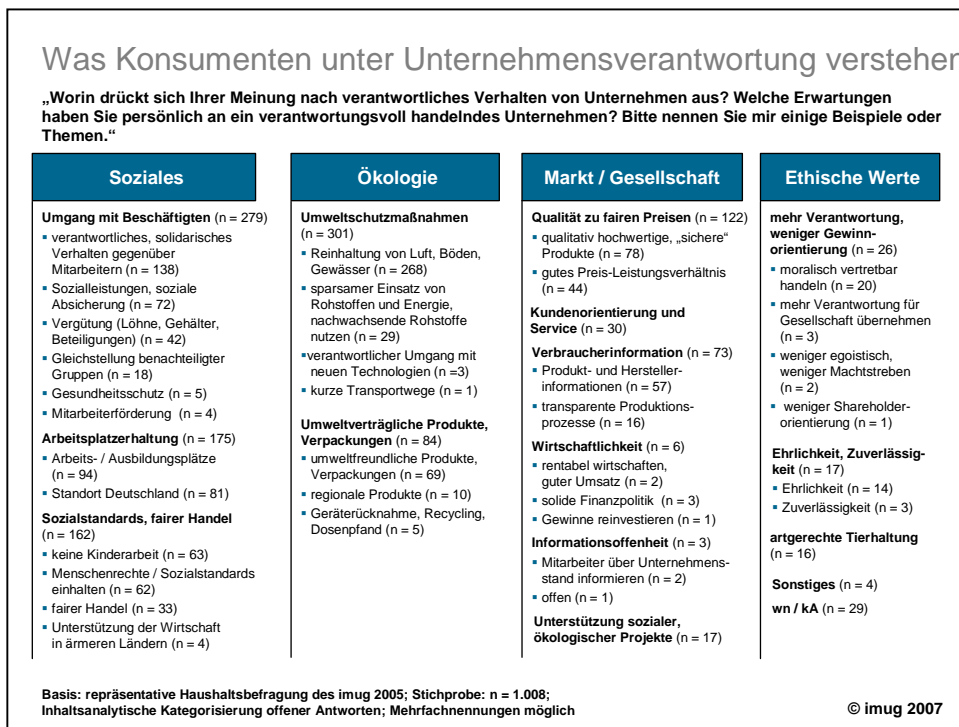 Was Konsumenten unter Unternehmensverantwortung verstehen
„Worin drückt sich Ihrer Meinung nach verantwortliches Verhalten von Unternehmen aus? Welche Erwartungen
haben Sie persönlich an ein verantwortungsvoll handelndes Unternehmen? Bitte nennen Sie mir einige Beispiele oder
Themen.“
Soziales
Umgang mit Beschäftigten (n = 279)
▪ verantwortliches, solidarisches
Verhalten gegenüber
Mitarbeitern (n = 138)
▪ Sozialleistungen, soziale
Absicherung (n = 72)
▪ Vergütung (Löhne, Gehälter,
Beteiligungen) (n = 42)
▪ Gleichstellung benachteiligter
Gruppen (n = 18)
▪ Gesundheitsschutz (n = 5)
▪ Mitarbeiterförderung (n = 4)
Arbeitsplatzerhaltung (n = 175)
▪ Arbeits- / Ausbildungsplätze
(n = 94)
▪ Standort Deutschland (n = 81)
Sozialstandards, fairer Handel
(n = 162)
▪ keine Kinderarbeit (n = 63)
▪ Menschenrechte / Sozialstandards
einhalten (n = 62)
▪ fairer Handel (n = 33)
▪ Unterstützung der Wirtschaft
in ärmeren Ländern (n = 4)
Ökologie
Umweltschutzmaßnahmen
(n = 301)
▪ Reinhaltung von Luft, Böden,
Gewässer (n = 268)
▪ sparsamer Einsatz von
Rohstoffen und Energie,
nachwachsende Rohstoffe
nutzen (n = 29)
▪verantwortlicher Umgang mit
neuen Technologien (n =3)
▪ kurze Transportwege (n = 1)
Umweltverträgliche Produkte,
Verpackungen (n = 84)
▪ umweltfreundliche Produkte,
Verpackungen (n = 69)
▪ regionale Produkte (n = 10)
▪ Geräterücknahme, Recycling,
Dosenpfand (n = 5)
Markt / Gesellschaft
Qualität zu fairen Preisen (n = 122)
▪ qualitativ hochwertige, „sichere“
Produkte (n = 78)
▪ gutes Preis-Leistungsverhältnis
(n = 44)
Kundenorientierung und
Service (n = 30)
Verbraucherinformation (n = 73)
▪ Produkt- und Hersteller-
informationen (n = 57)
▪ transparente Produktions-
prozesse (n = 16)
Wirtschaftlichkeit (n = 6)
▪ rentabel wirtschaften,
guter Umsatz (n = 2)
▪ solide Finanzpolitik (n = 3)
▪ Gewinne reinvestieren (n = 1)
Informationsoffenheit (n = 3)
▪ Mitarbeiter über Unternehmens-
stand informieren (n = 2)
▪ offen (n = 1)
Unterstützung sozialer,
ökologischer Projekte (n = 17)
Ethische Werte
mehr Verantwortung,
weniger Gewinn-
orientierung (n = 26)
▪ moralisch vertretbar
handeln (n = 20)
▪ mehr Verantwortung für
Gesellschaft übernehmen
(n = 3)
▪ weniger egoistisch,
weniger Machtstreben
(n = 2)
▪ weniger Shareholder-
orientierung (n = 1)
Ehrlichkeit, Zuverlässig-
keit (n = 17)
▪ Ehrlichkeit (n = 14)
▪ Zuverlässigkeit (n = 3)
artgerechte Tierhaltung
(n = 16)
Sonstiges (n = 4)
wn / kA (n = 29)
Basis: repräsentative Haushaltsbefragung des imug 2005; Stichprobe: n = 1.008;
Inhaltsanalytische Kategorisierung offener Antworten; Mehrfachnennungen möglich
© imug 2007